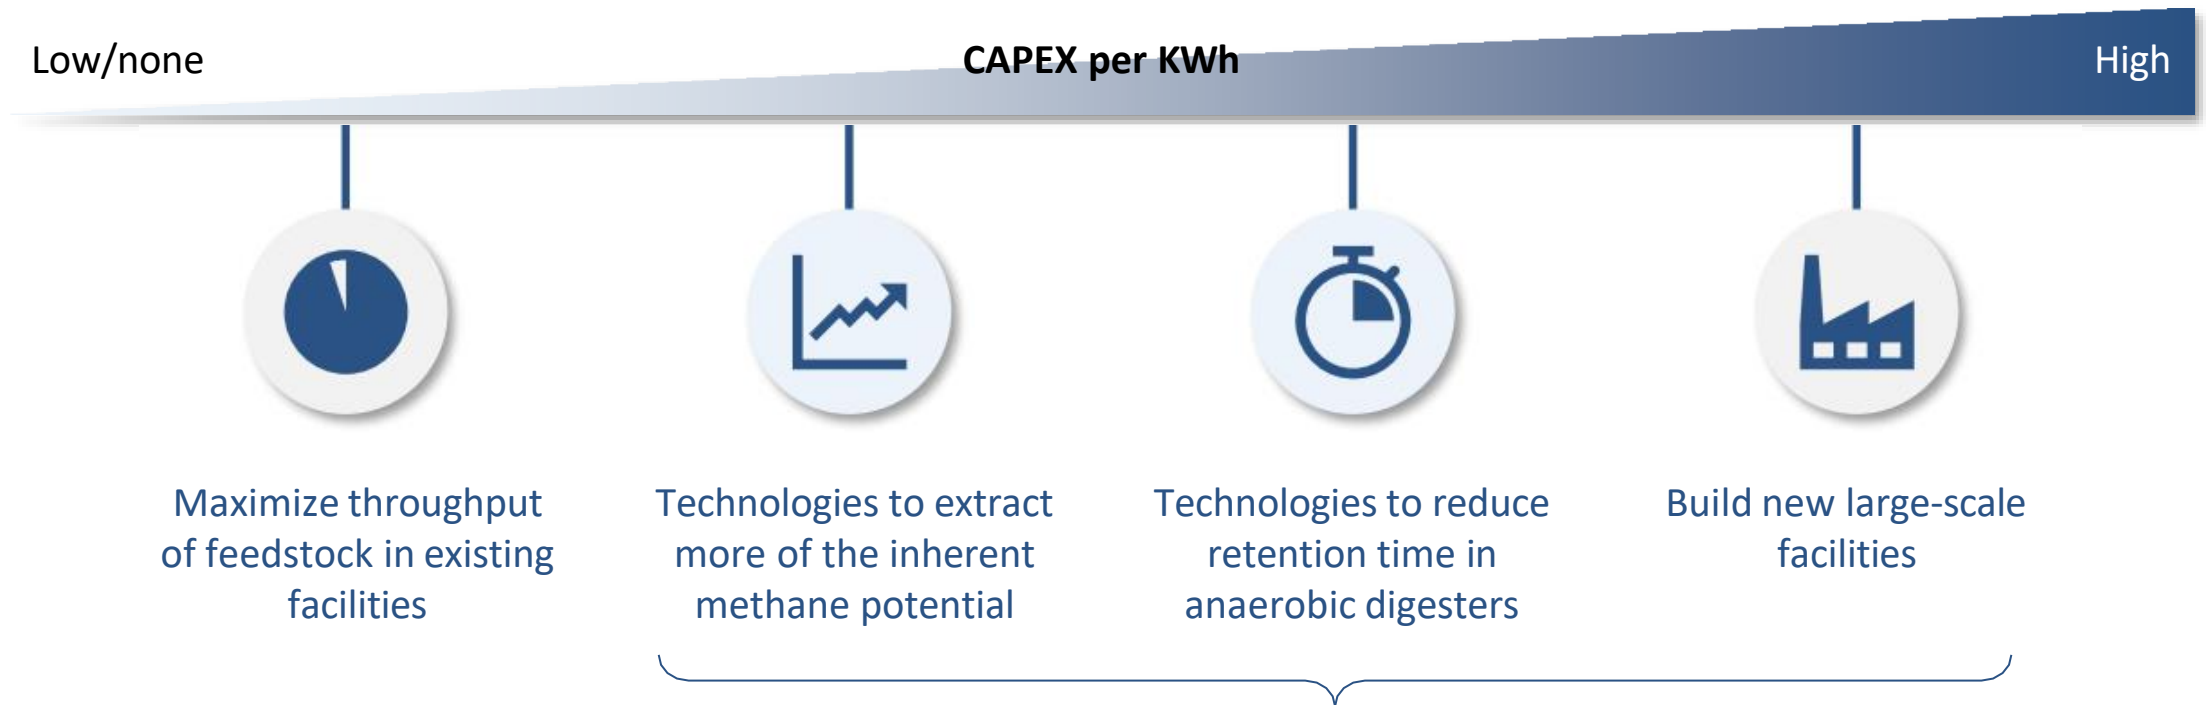 Low/none
CAPEX per KWh
High
Maximize throughput
of feedstock in existing
facilities
Technologies to extract
more of the inherent
methane potential
Technologies to reduce
retention time in
anaerobic digesters
Build new large-scale
facilities